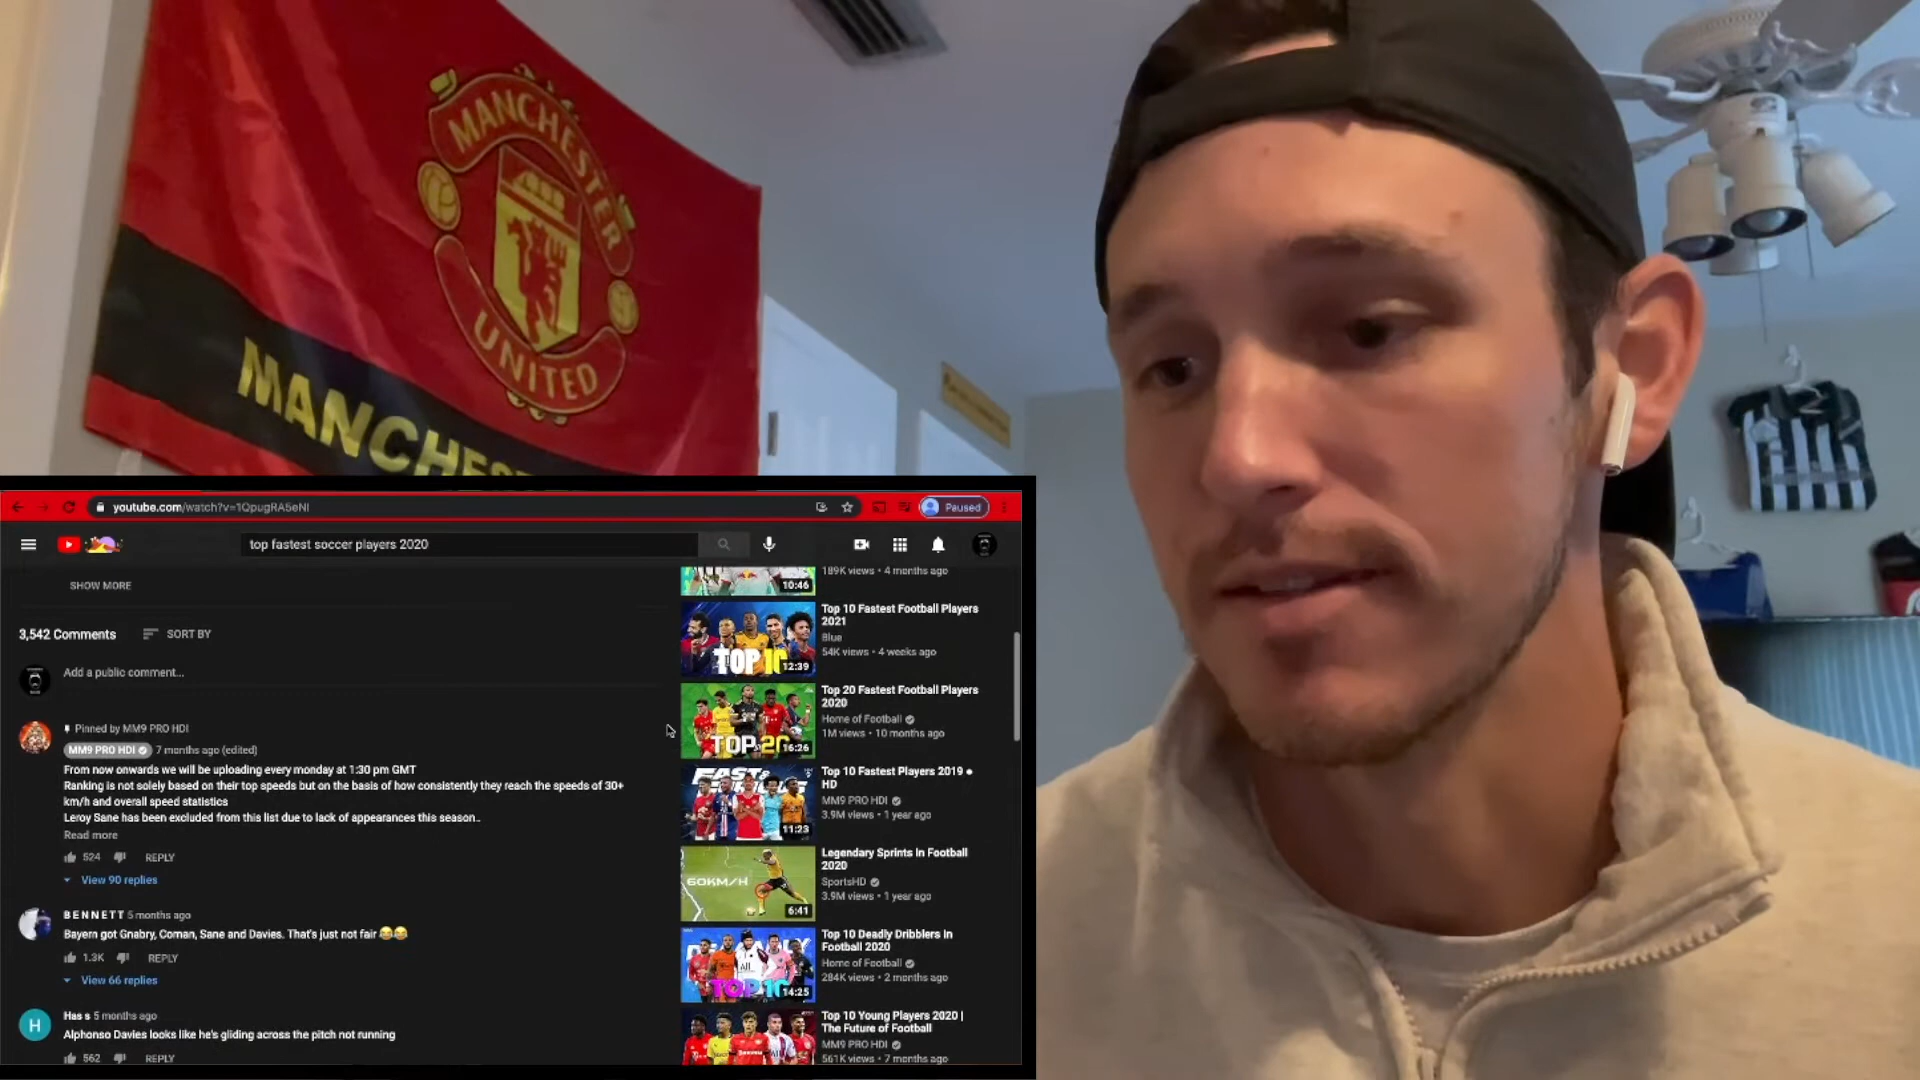 MANCHESTER
UNITED
youtube.com/watch?v=1QpugRA5eNI
Paused
top fastest soccer players 2020
SHOW MORE
3,542 Comments
SORT BY
Add a public comment...
Pinned by MM9 PRO HDI
MM9 PRO HDI 7 months ago (edited)
From now onwards we will be uploading every monday at 1:30 pm GMT
Ranking is not solely based on their top speeds but on the basis of how consistently they reach the speeds of 30+
km/h and overall speed statistics
Leroy Sane has been excluded from this list due to lack of appearances this season..
Read more
524 REPLY
View 90 replies
B E N N E T T 5 months ago
Bayern got Gnabry, Coman, Sane and Davies. That's just not fair 😂😂
1.3K REPLY
View 66 replies
H
Has s 5 months ago
Alphonso Davies looks like he's gliding across the pitch not running
562 REPLY
10:46
189K views • 4 months ago
TOP 10
12:39
Top 10 Fastest Football Players
2021
Blue
54K views • 4 weeks ago
TOP 20
16:26
Top 20 Fastest Football Players
2020
Home of Football
1M views • 10 months ago
11:23
Top 10 Fastest Players 2019 ●
HD
MM9 PRO HDI
3.9M views • 1 year ago
60KM/H
6:41
Legendary Sprints In Football
2020
SportsHD
3.9M views • 1 year ago
TOP 10
14:25
Top 10 Deadly Dribblers In
Football 2020
Home of Football
284K views • 2 months ago
Top 10 Young Players 2020 |
The Future of Football
MM9 PRO HDI
561K views • 7 months ago